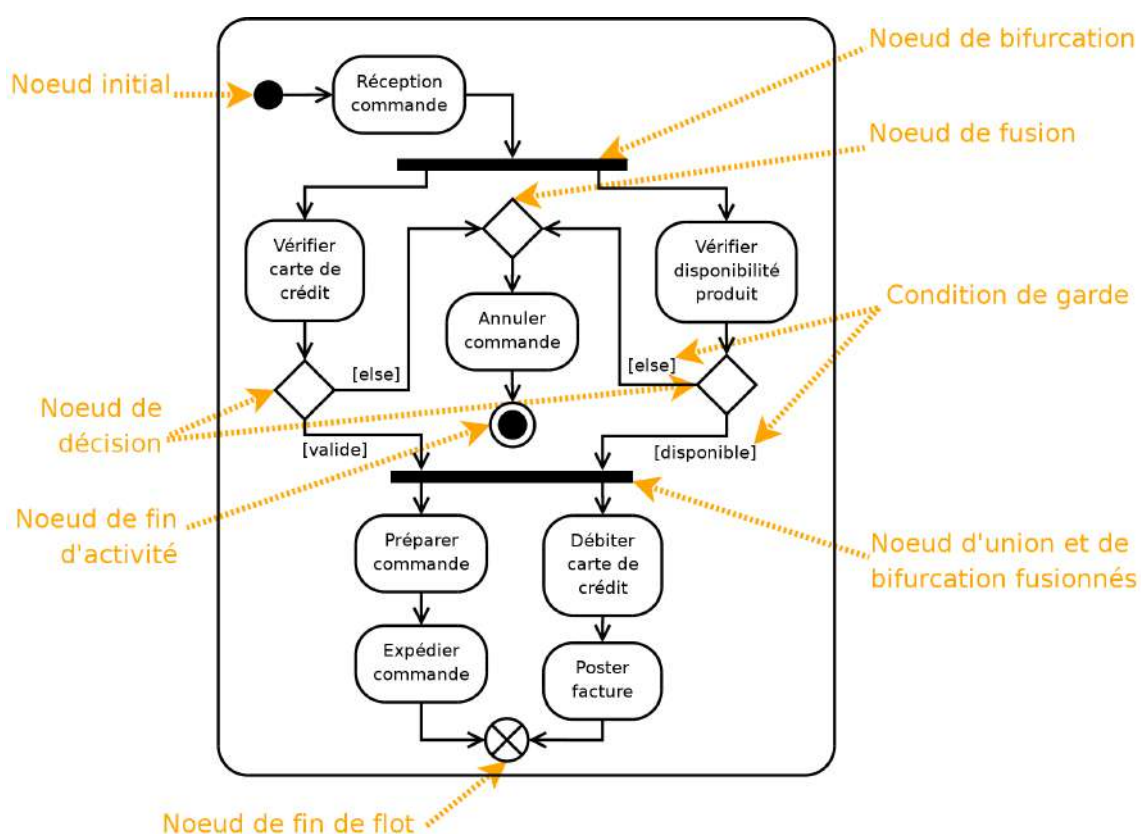 Noeud de bifurcation
Noeud initial
Réception
commande
Noeud de fusion
Vérifier
carte de
crédit
Vérifier
disponibilité
produit
Condition de garde
Annuler
commande
[else]
[else]
Noeud de
décision
[valide]
[disponible]
Noeud de fin
d'activité
Préparer
commande
Débiter
carte de
crédit
Noeud d'union et de
bifurcation fusionnés
Expédier
commande
Poster
facture
Noeud de fin de flot